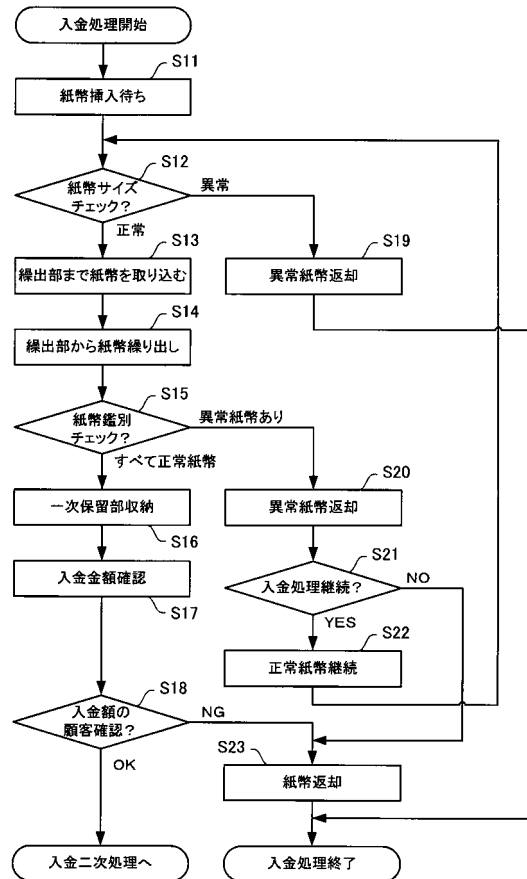 入金処理開始
S11
紙幣挿入待ち
S12
紙幣サイズ
チェック？
異常
正常
S13
繰出部まで紙幣を取り込む
S19
異常紙幣返却
S14
繰出部から紙幣繰り出し
S15
紙幣鑑別
チェック？
異常紙幣あり
すべて正常紙幣
一次保留部収納
S16
S20
異常紙幣返却
入金金額確認
S17
S21
入金処理継続？
NO
YES
S22
正常紙幣継続
S18
入金額の
顧客確認？
NG
OK
S23
紙幣返却
入金二次処理へ
入金処理終了